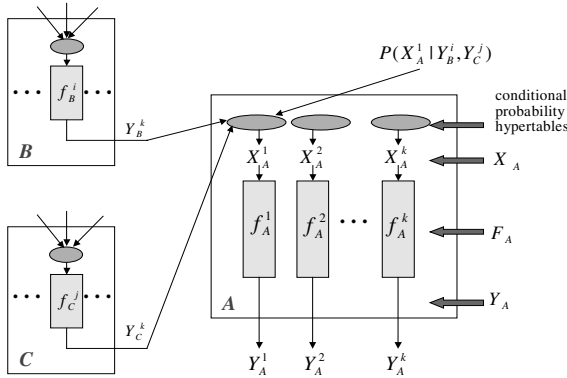 P(X_A^1 | Y_B^i, Y_C^j)
f_B^i
B
Y_B^k
conditional
probability
hypertables
X_A^1 X_A^2 X_A^k
X_A
f_A^1 f_A^2 ... f_A^k
F_A
f_C^j
C
Y_C^k
A
Y_A
Y_A^1 Y_A^2 Y_A^k